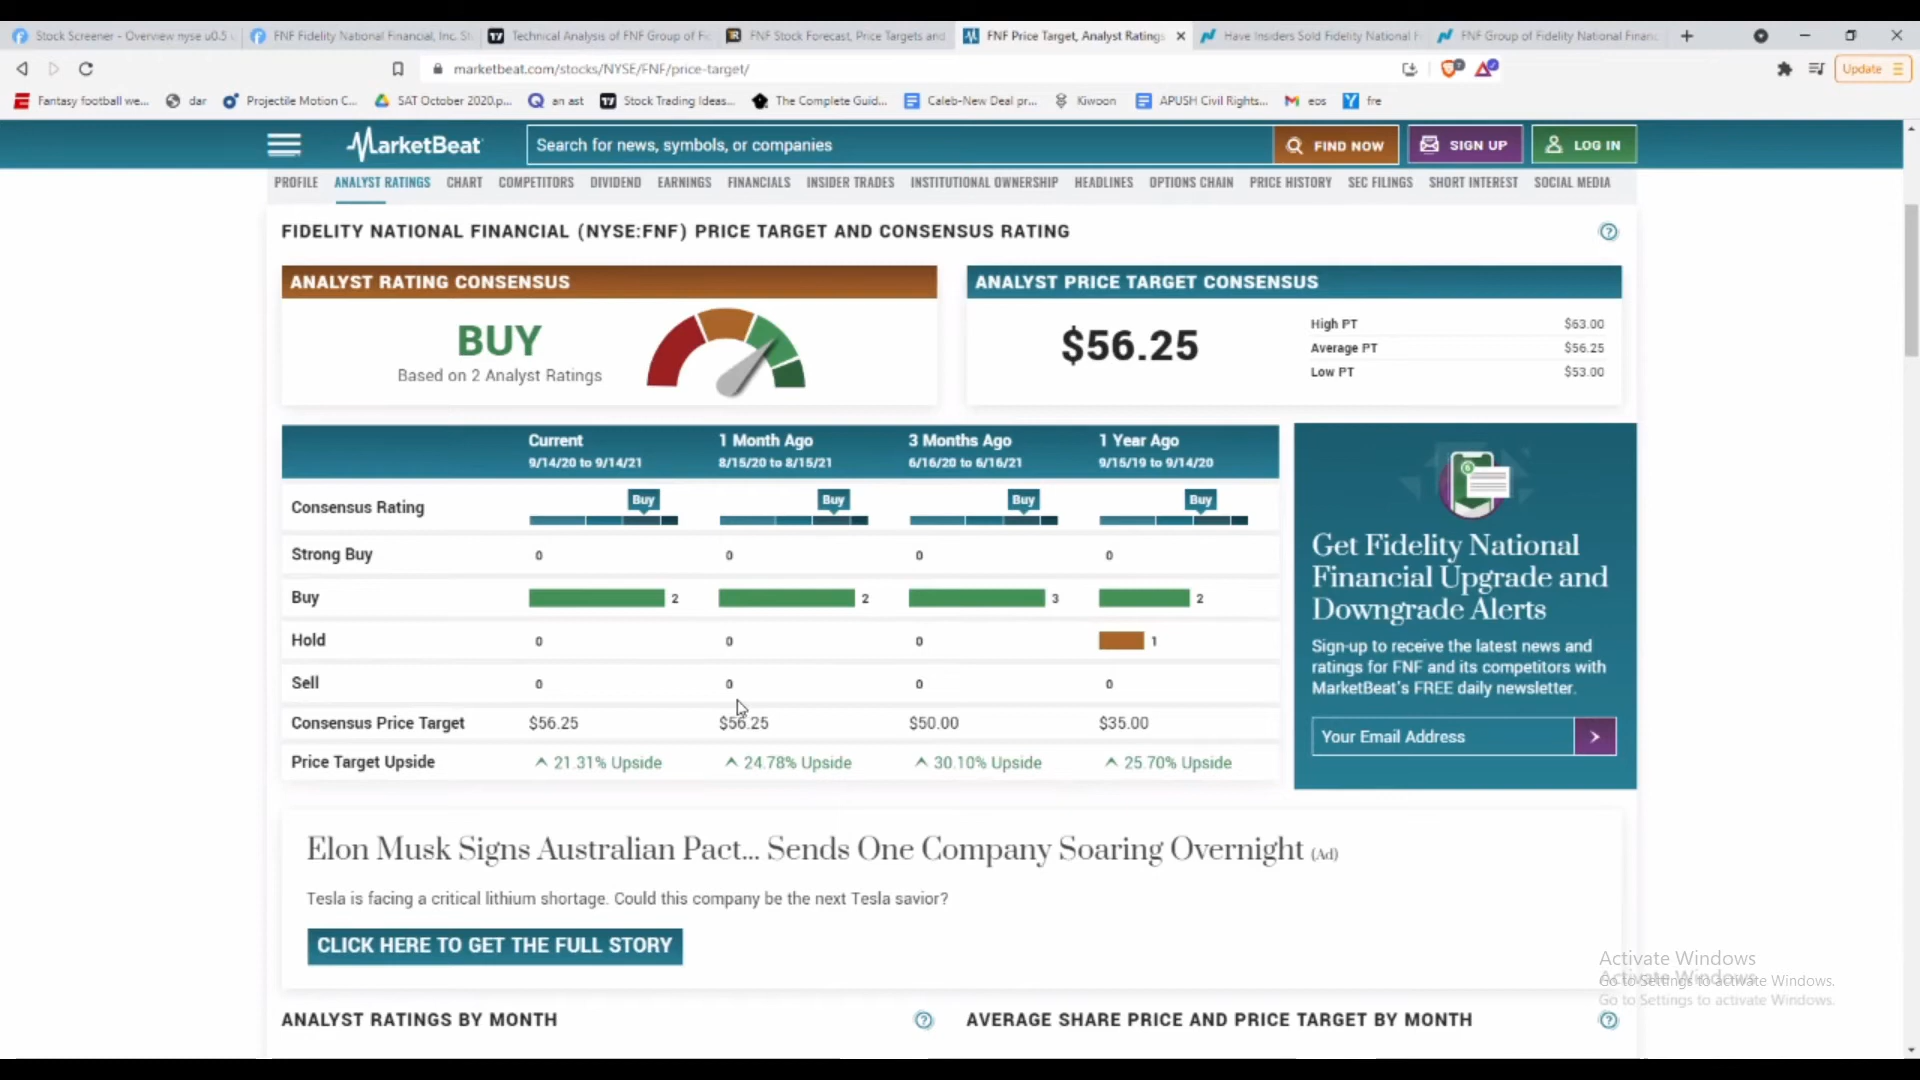 Stock Screener - Overview nyse u0.5
FNF Fidelity National Financial, Inc. St
Technical Analysis of FNF Group of Fi
FNF Stock Forecast, Price Targets and
FNF Price Target, Analyst Ratings
Have Insiders Sold Fidelity National F
FNF Group of Fidelity National Financ
marketbeat.com/stocks/NYSE/FNF/price-target/
Update
Fantasy football we...
dar
Projectile Motion C...
SAT October 2020.p...
an ast
Stock Trading Ideas...
The Complete Guid...
Caleb-New Deal pr...
Kiwoon
APUSH Civil Rights...
eos
fre
MarketBeat
Search for news, symbols, or companies
FIND NOW
SIGN UP
LOG IN
PROFILE ANALYST RATINGS CHART COMPETITORS DIVIDEND EARNINGS FINANCIALS INSIDER TRADES INSTITUTIONAL OWNERSHIP HEADLINES OPTIONS CHAIN PRICE HISTORY SEC FILINGS SHORT INTEREST SOCIAL MEDIA
FIDELITY NATIONAL FINANCIAL (NYSE:FNF) PRICE TARGET AND CONSENSUS RATING
ANALYST RATING CONSENSUS
BUY
Based on 2 Analyst Ratings
ANALYST PRICE TARGET CONSENSUS
$56.25
High PT $63.00
Average PT $56.25
Low PT $53.00
Current 1 Month Ago 3 Months Ago 1 Year Ago
9/14/20 to 9/14/21 8/15/20 to 8/15/21 6/16/20 to 6/16/21 9/15/19 to 9/14/20
Consensus Rating Buy Buy Buy Buy
Strong Buy 0 0 0 0
Buy 2 2 3 2
Hold 0 0 0 1
Sell 0 0 0 0
Consensus Price Target $56.25 $56.25 $50.00 $35.00
Price Target Upside 21.31% Upside 24.78% Upside 30.10% Upside 25.70% Upside
Get Fidelity National
Financial Upgrade and
Downgrade Alerts
Sign-up to receive the latest news and
ratings for FNF and its competitors with
MarketBeat's FREE daily newsletter.
Your Email Address
Elon Musk Signs Australian Pact... Sends One Company Soaring Overnight (Ad)
Tesla is facing a critical lithium shortage. Could this company be the next Tesla savior?
CLICK HERE TO GET THE FULL STORY
Activate Windows
Activate Windows
Go to Settings to activate Windows.
Go to Settings to activate Windows.
ANALYST RATINGS BY MONTH
AVERAGE SHARE PRICE AND PRICE TARGET BY MONTH